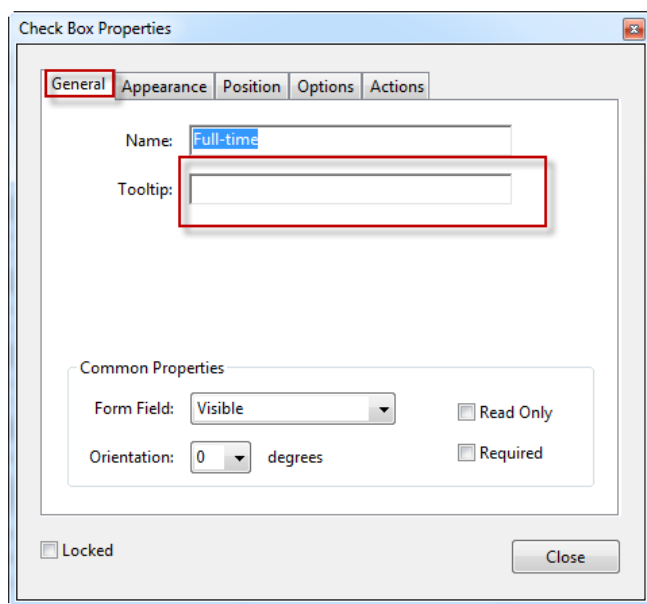 Check Box Properties
General Appearance Position Options Actions
Name: Full-time
Tooltip:
Common Properties
Form Field: Visible Read Only
Orientation: 0 degrees Required
Locked Close